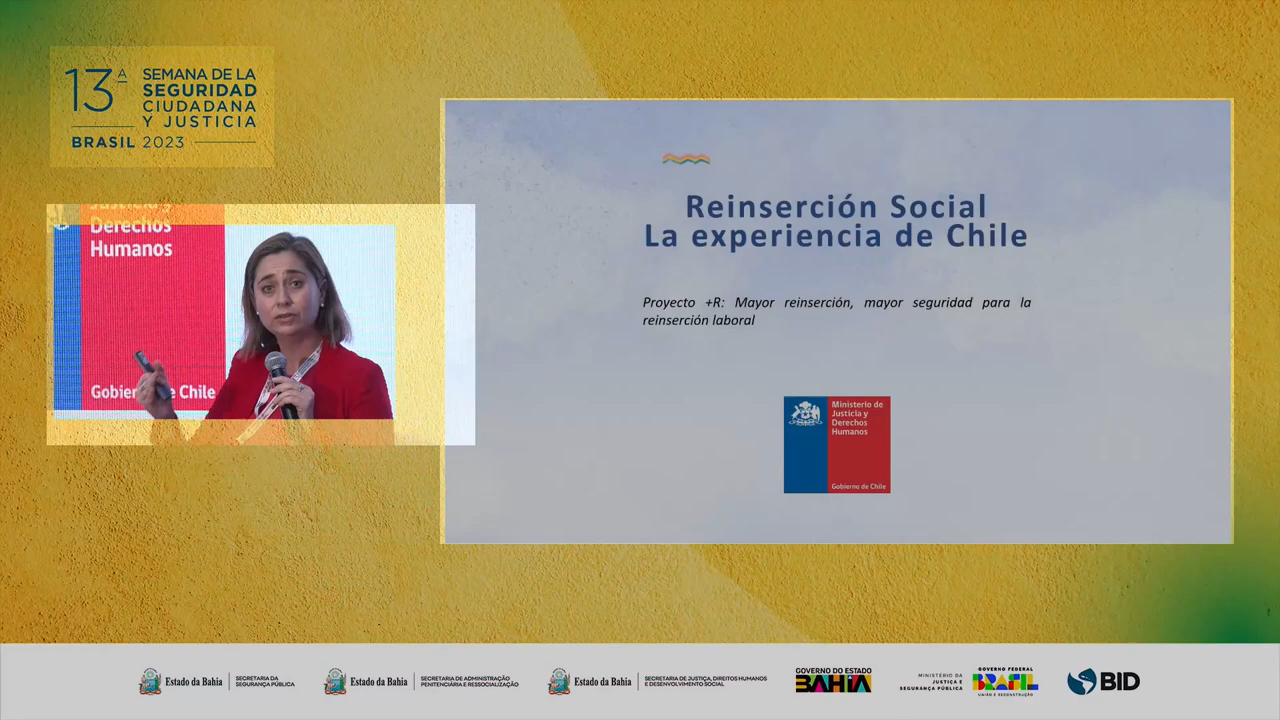 13ª
SEMANA DE LA
SEGURIDAD
CIUDADANA
Y JUSTICIA
BRASIL 2023
Justicia y
Derechos
Humanos
Gobierno de Chile
Reinserción Social
La experiencia de Chile
Proyecto +R: Mayor reinserción, mayor seguridad para la
reinserción laboral
Ministerio de
Justicia y
Derechos
Humanos
Gobierno de Chile
Estado da Bahia
SECRETARIA DA
SEGURANÇA PÚBLICA
Estado da Bahia
SECRETARIA DE ADMINISTRAÇÃO
PENITENCIÁRIA E RESSOCIALIZAÇÃO
Estado da Bahia
SECRETARIA DE JUSTIÇA, DIREITOS HUMANOS
E DESENVOLVIMENTO SOCIAL
GOVERNO DO ESTADO
BAHIA
MINISTÉRIO DA
JUSTIÇA E
SEGURANÇA PÚBLICA
GOVERNO FEDERAL
BRASIL
UNIÃO E RECONSTRUÇÃO
BID